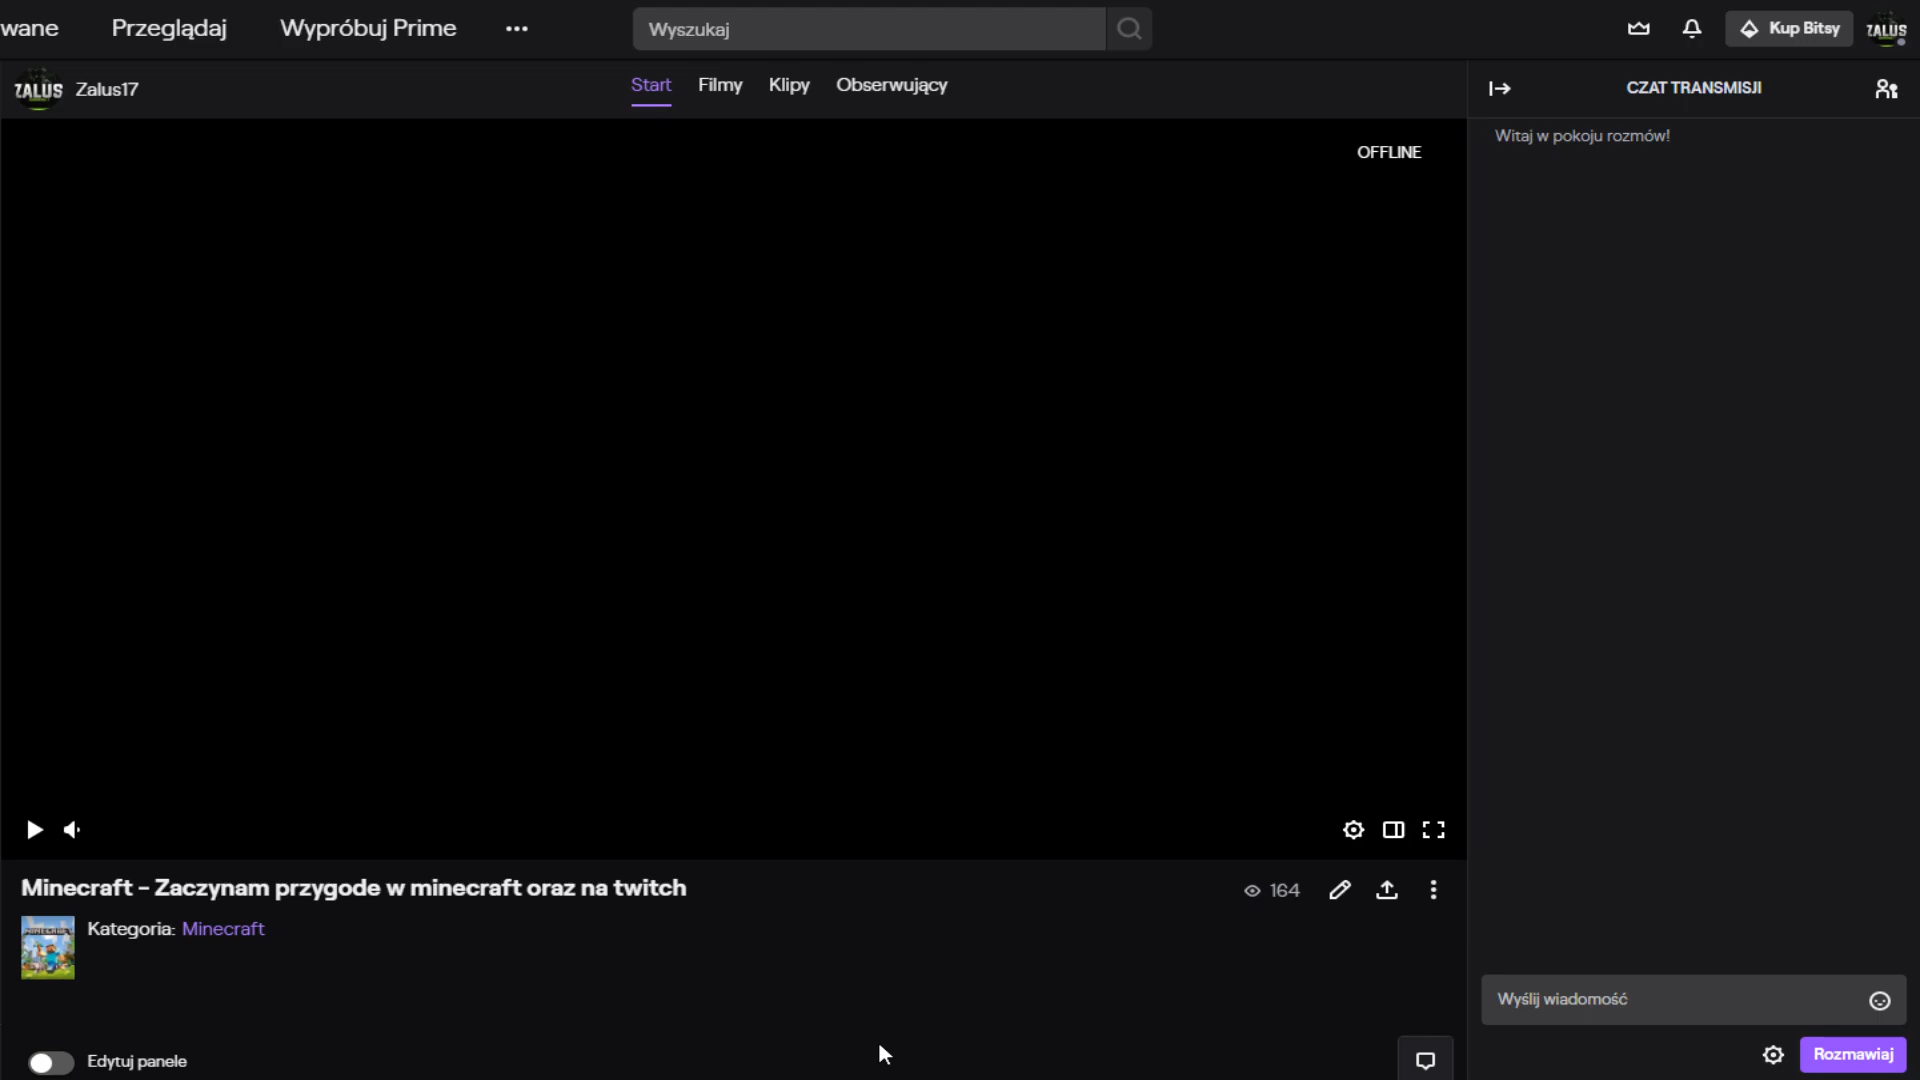 wane Przeglądaj Wypróbuj Prime ••• Wyszukaj Kup Bitsy ZALUS
ZALUS Zalus17 Start Filmy Klipy Obserwujący CZAT TRANSMISJI
Witaj w pokoju rozmów!
OFFLINE
Minecraft – Zaczynam przygode w minecraft oraz na twitch 164
MINECRAFT Kategoria: Minecraft
Wyślij wiadomość
Edytuj panele Rozmawiaj